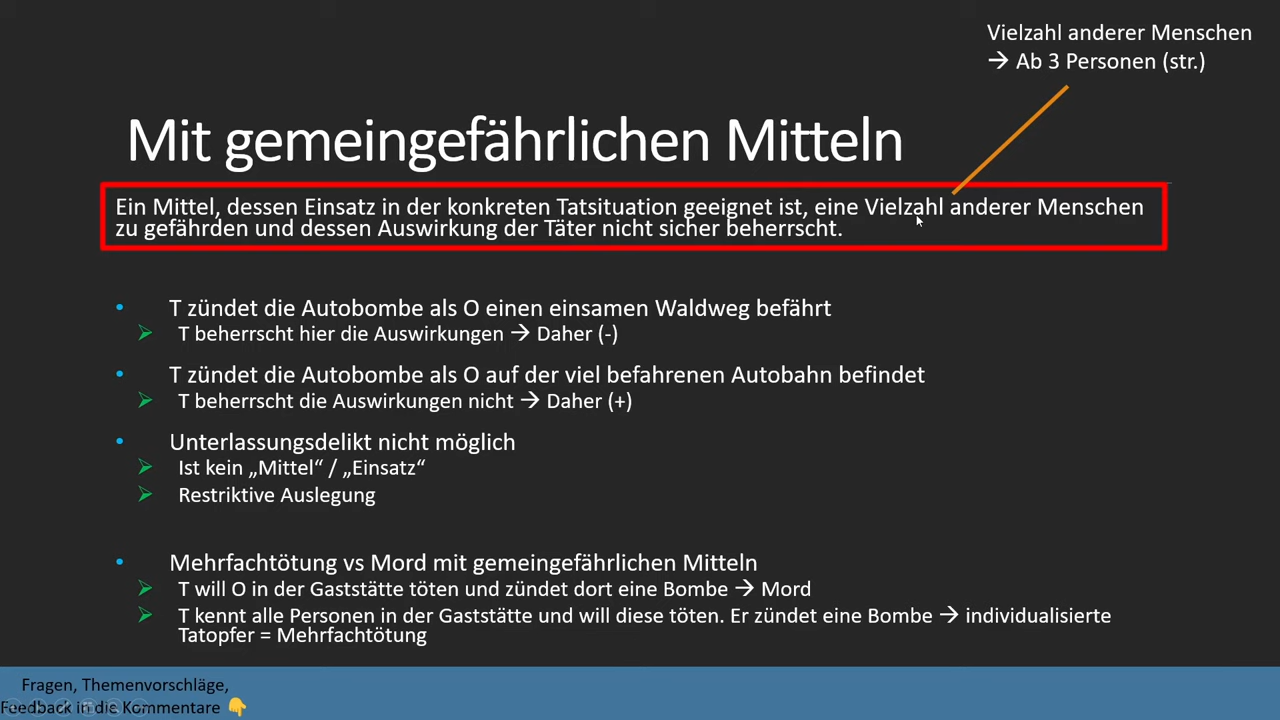 Vielzahl anderer Menschen
→ Ab 3 Personen (str.)
Mit gemeingefährlichen Mitteln
Ein Mittel, dessen Einsatz in der konkreten Tatsituation geeignet ist, eine Vielzahl anderer Menschen
zu gefährden und dessen Auswirkung der Täter nicht sicher beherrscht.
• T zündet die Autobombe als O einen einsamen Waldweg befährt
➢ T beherrscht hier die Auswirkungen → Daher (-)
• T zündet die Autobombe als O auf der viel befahrenen Autobahn befindet
➢ T beherrscht die Auswirkungen nicht → Daher (+)
• Unterlassungsdelikt nicht möglich
➢ Ist kein „Mittel“ / „Einsatz“
➢ Restriktive Auslegung
• Mehrfachtötung vs Mord mit gemeingefährlichen Mitteln
➢ T will O in der Gaststätte töten und zündet dort eine Bombe → Mord
➢ T kennt alle Personen in der Gaststätte und will diese töten. Er zündet eine Bombe → individualisierte
Tatopfer = Mehrfachtötung
Fragen, Themenvorschläge,
Feedback in die Kommentare 👇